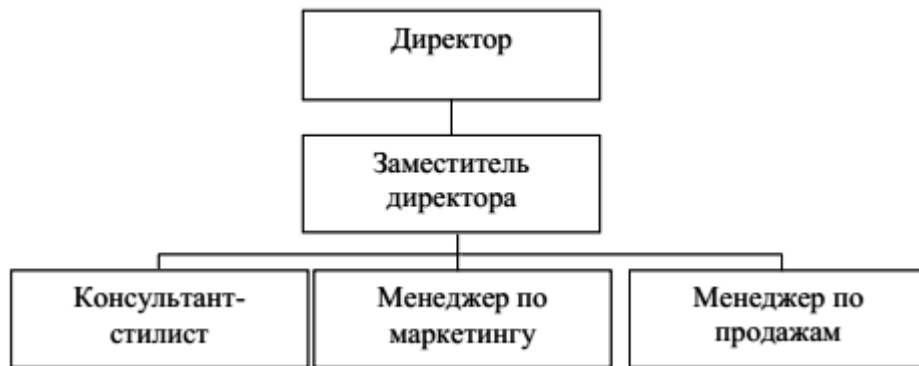 Директор
Заместитель
директора
Консультант-
стилист
Менеджер по
маркетингу
Менеджер по
продажам